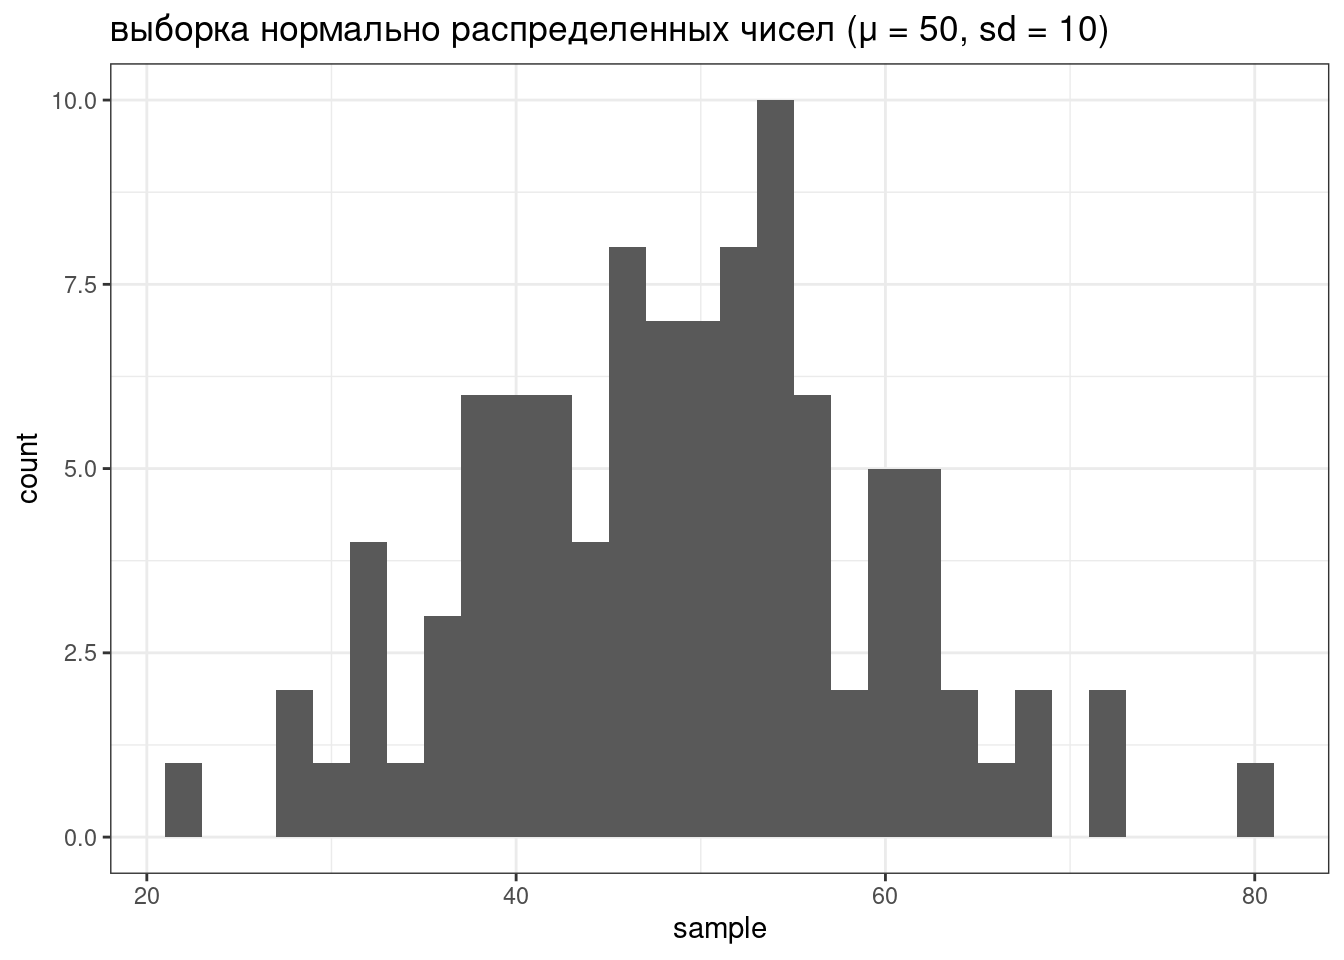 выборка нормально распределенных чисел (μ = 50, sd = 10)
10.0
7.5
5.0
2.5
0.0
count
20 40 60 80
sample